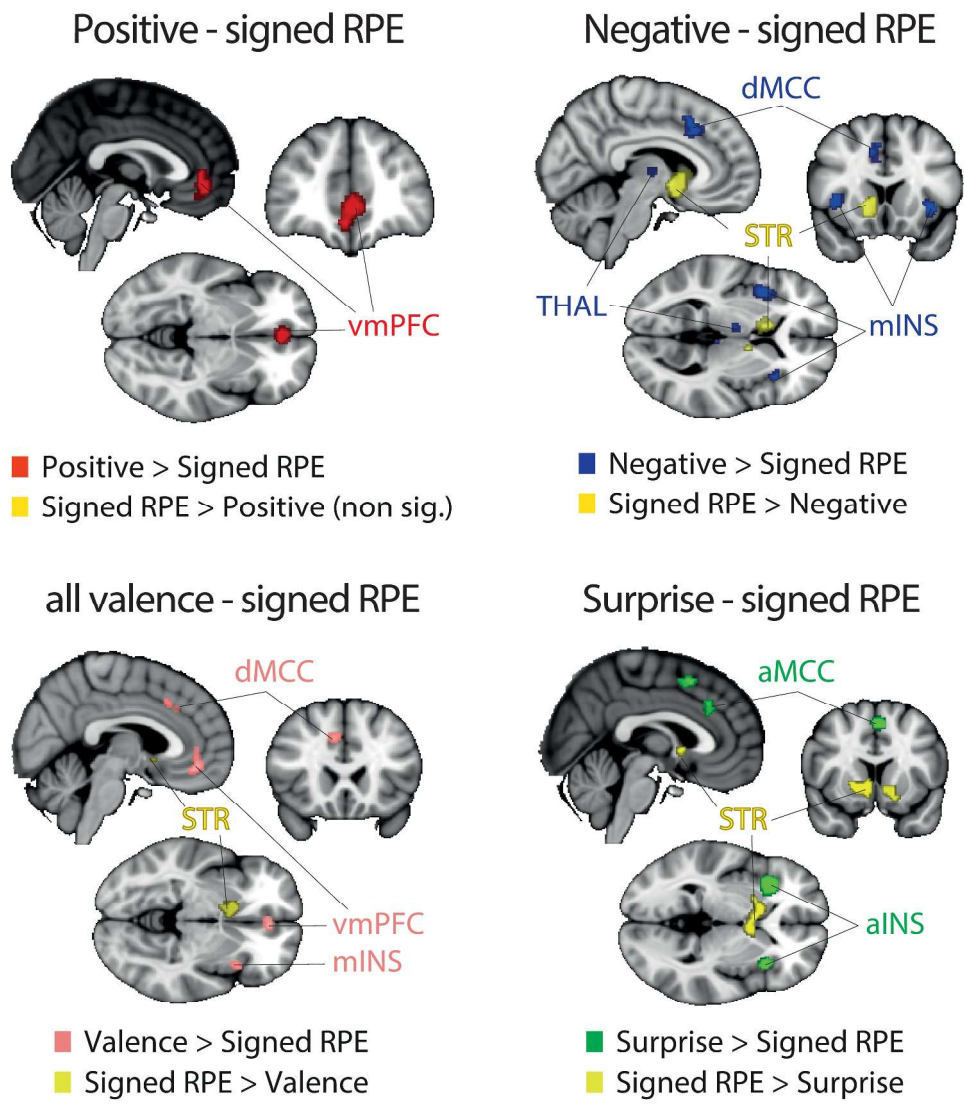 Positive - signed RPE
vmPFC
Positive > Signed RPE
Signed RPE > Positive (non sig.)
Negative - signed RPE
dMCC
STR
THAL
mINS
Negative > Signed RPE
Signed RPE > Negative
all valence - signed RPE
dMCC
STR
vmPFC
mINS
Valence > Signed RPE
Signed RPE > Valence
Surprise - signed RPE
aMCC
STR
aINS
Surprise > Signed RPE
Signed RPE > Surprise